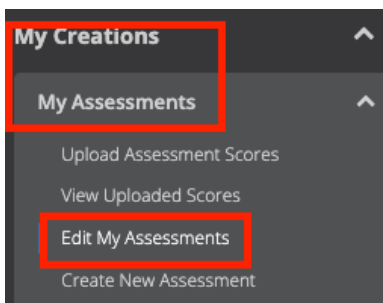 My Creations
My Assessments
Upload Assessment Scores
View Uploaded Scores
Edit My Assessments
Create New Assessment